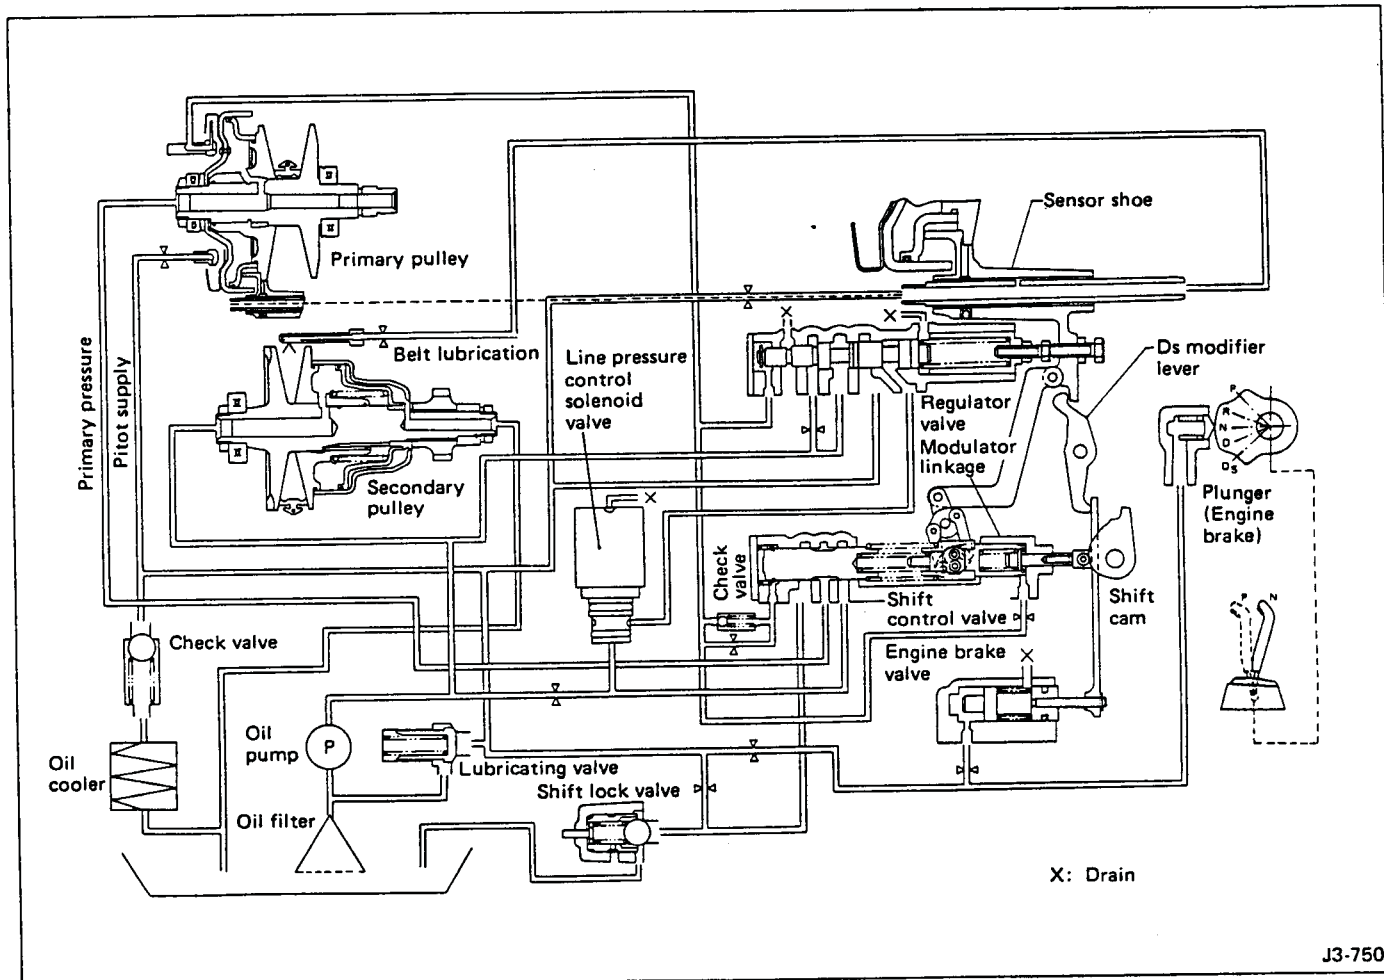 Sensor shoe
Primary pulley
Primary pressure
Pitot supply
Belt lubrication
Line pressure
control
solenoid
valve
Ds modifier
lever
P
R
N
D
Ds
Regulator
valve
Modulator
linkage
Secondary
pulley
Plunger
(Engine
brake)
Check
valve
Shift
control valve
Shift
cam
P N
Check valve
Engine brake
valve
Oil
pump
P
Oil
cooler
Lubricating valve
Shift lock valve
Oil filter
X: Drain
J3-750